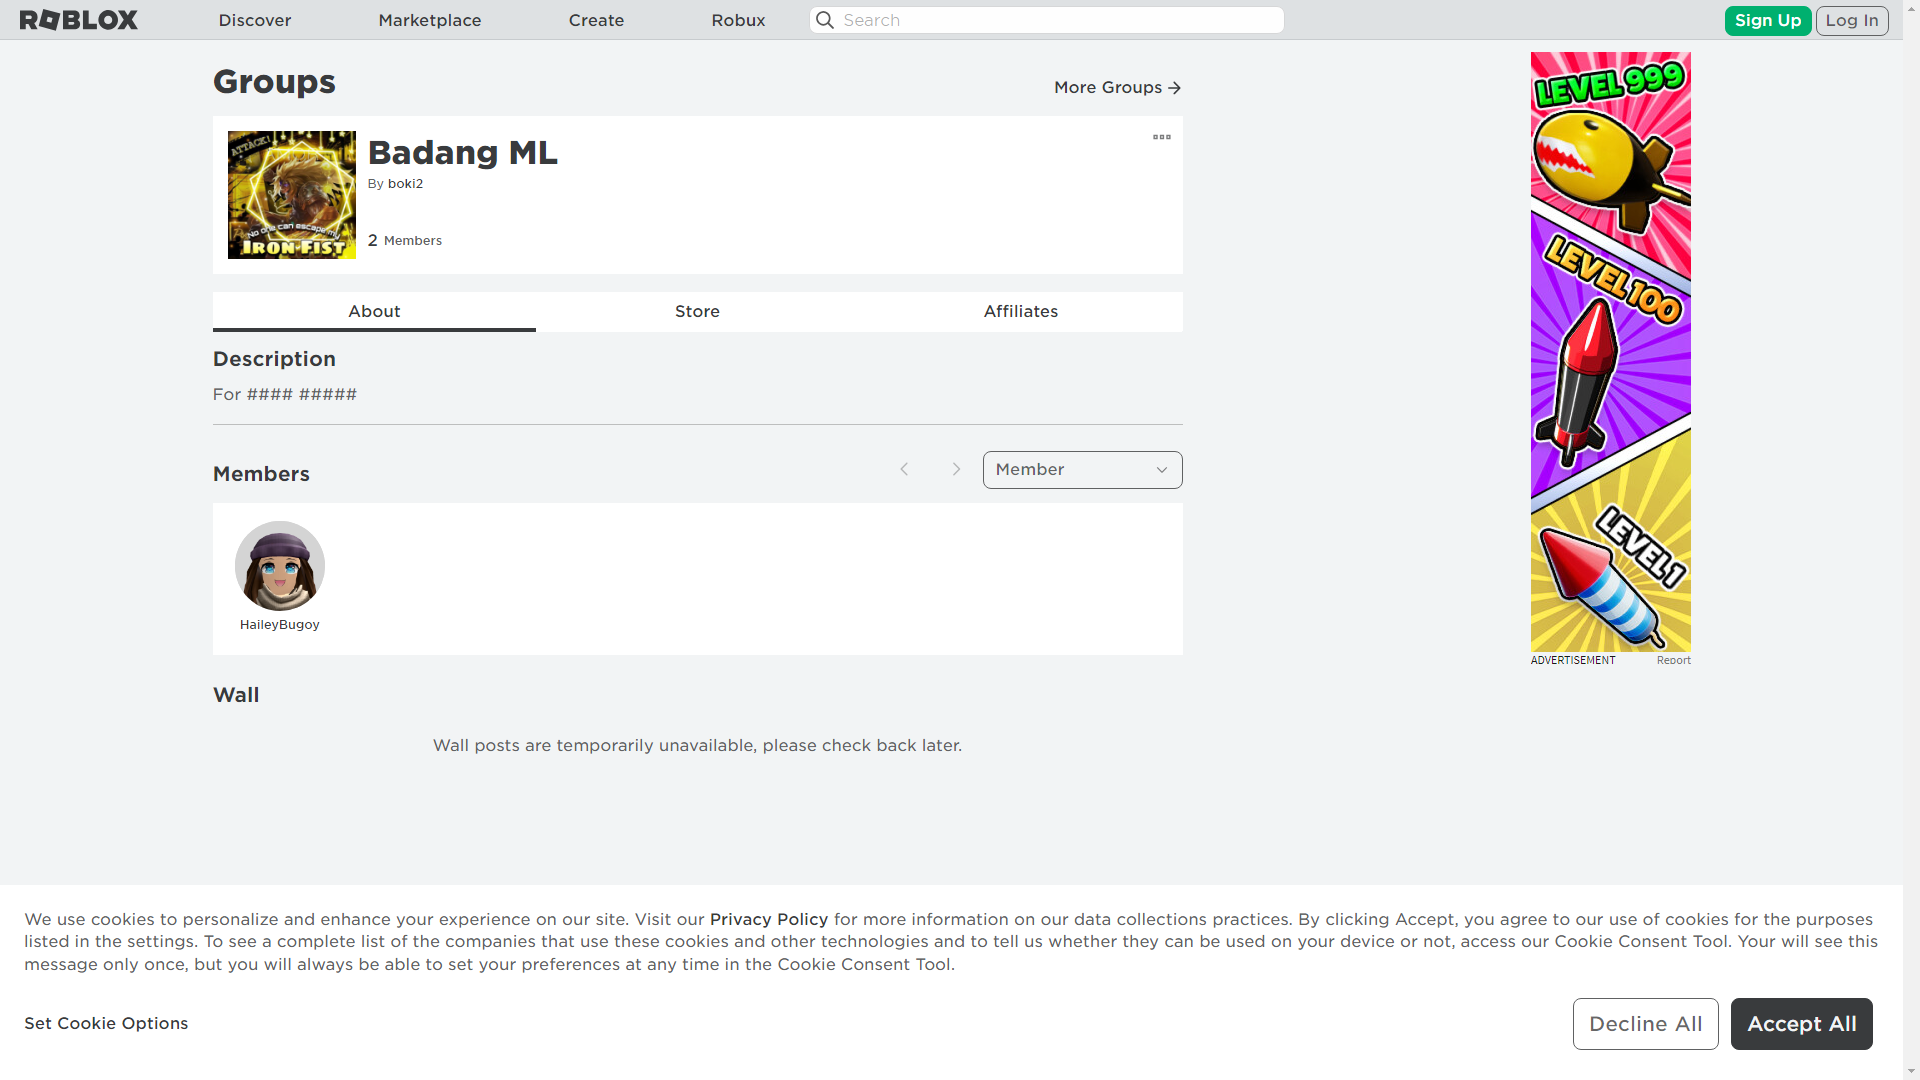 ROBLOX
Discover
Marketplace
Create
Robux
Search
Sign Up
Log In
Groups
More Groups
ATTACK!
No one can escape my
IRON FIST
Badang ML
By boki2
2 Members
About
Store
Affiliates
Description
For #### #####
Members
Member
HaileyBugoy
Wall
Wall posts are temporarily unavailable, please check back later.
LEVEL 999
LEVEL 100
LEVEL 1
ADVERTISEMENT
Report
We use cookies to personalize and enhance your experience on our site. Visit our Privacy Policy for more information on our data collections practices. By clicking Accept, you agree to our use of cookies for the purposes
listed in the settings. To see a complete list of the companies that use these cookies and other technologies and to tell us whether they can be used on your device or not, access our Cookie Consent Tool. Your will see this
message only once, but you will always be able to set your preferences at any time in the Cookie Consent Tool.
Set Cookie Options
Decline All
Accept All